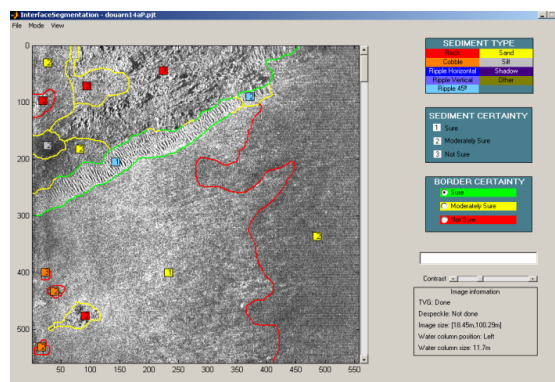 InterfaceSegmentation - douarn14aP.pjt
File Mode View
SEDIMENT TYPE
Rock Sand
Cobble Silt
Ripple Horizontal Shadow
Ripple Vertical Other
Ripple 45º
SEDIMENT CERTAINTY
1 Sure
2 Moderately Sure
3 Not Sure
BORDER CERTAINTY
Sure
Moderately Sure
Not Sure
Contrast
Image information
TVG: Done
Despeckle: Not done
Image size: [18.45m,100.29m]
Water column position: Left
Water column size: 11.7m
0
100
200
300
400
500
50 100 150 200 250 300 350 400 450 500 550